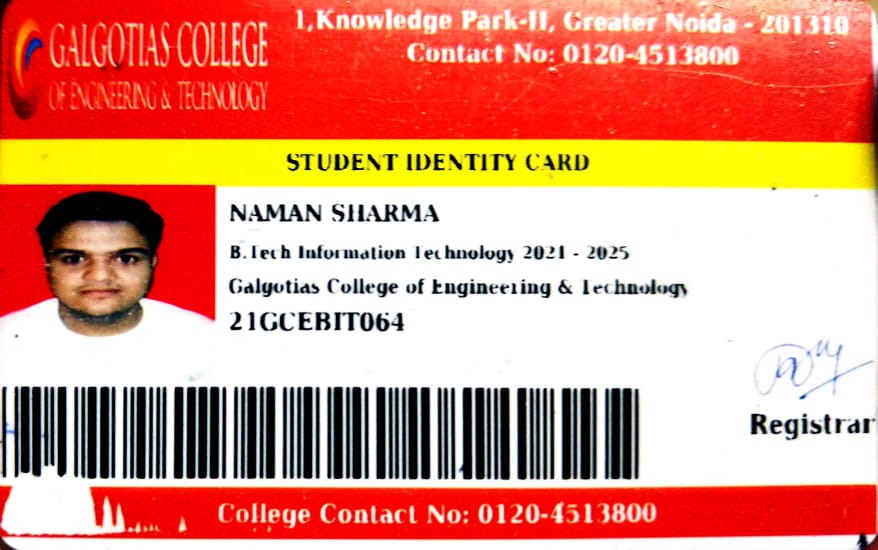 GALGOTIAS COLLEGE
OF ENGINEERING & TECHNOLOGY
1,Knowledge Park-II, Greater Noida - 201310
Contact No: 0120-4513800
STUDENT IDENTITY CARD
NAMAN SHARMA
B.Tech Information Technology 2021 - 2025
Galgotias College of Engineering & Technology
21GCEBIT064
Registrar
College Contact No: 0120-4513800